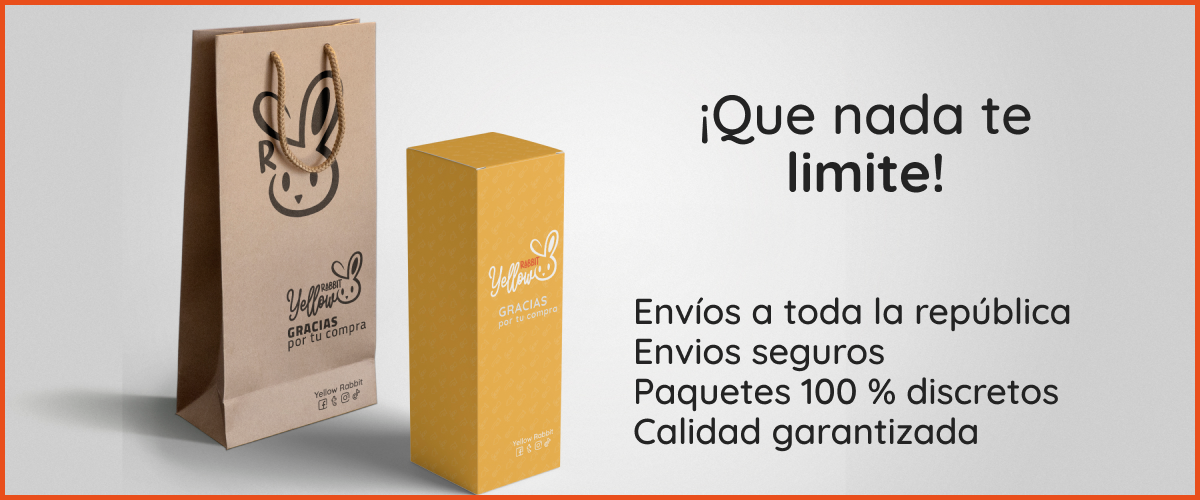 R
Yellow RABBIT
GRACIAS
por tu compra
Yellow Rabbit
Yellow RABBIT
GRACIAS
por tu compra
Yellow Rabbit
¡Que nada te
limite!
Envíos a toda la república
Envios seguros
Paquetes 100 % discretos
Calidad garantizada